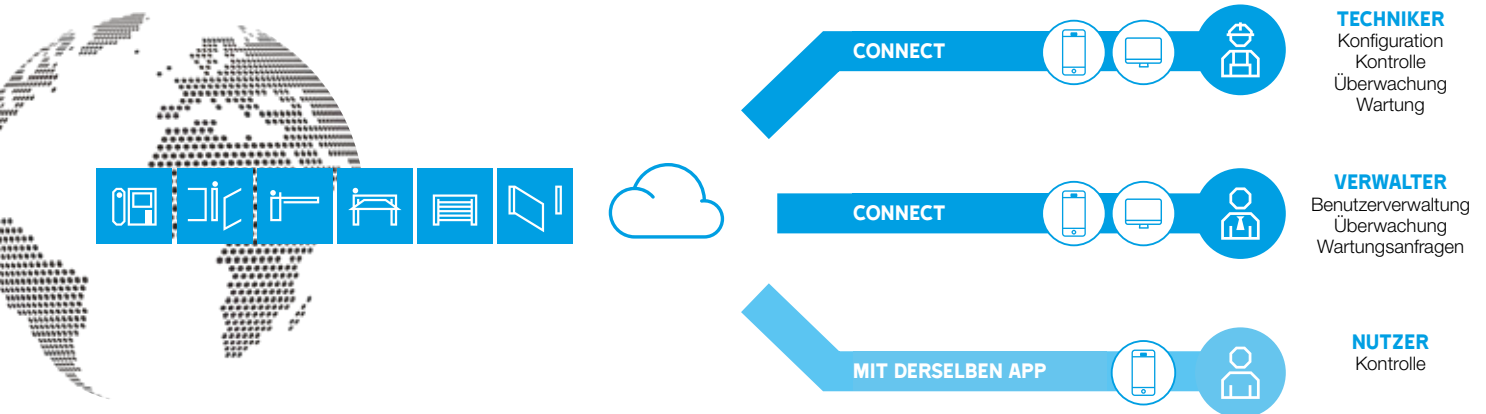 CONNECT
TECHNIKER
Konfiguration
Kontrolle
Überwachung
Wartung
CONNECT
VERWALTER
Benutzerverwaltung
Überwachung
Wartungsanfragen
MIT DERSELBEN APP
NUTZER
Kontrolle